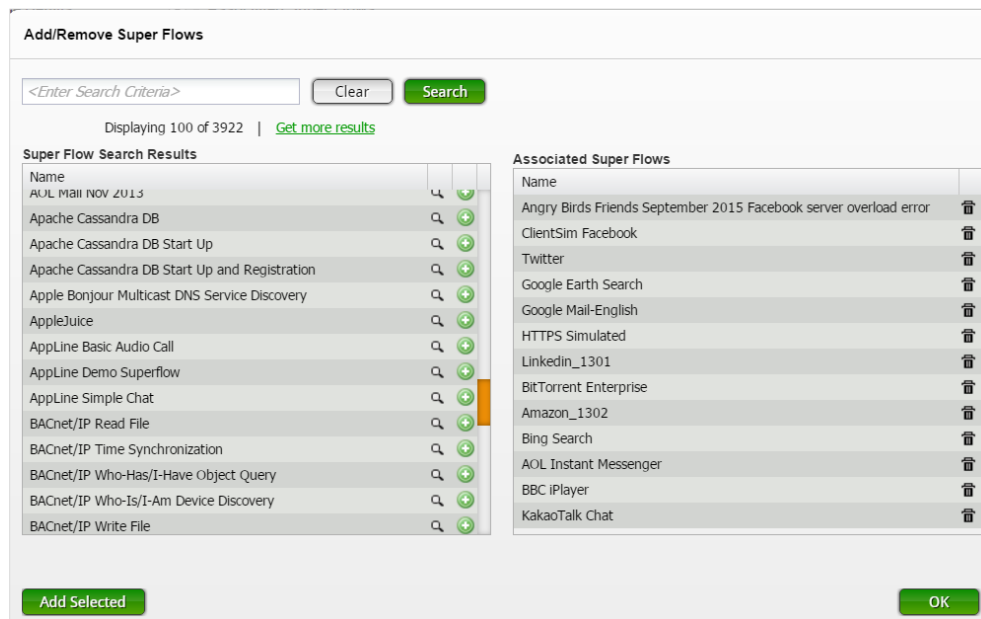 Add/Remove Super Flows
<Enter Search Criteria>
Clear
Search
Displaying 100 of 3922 | Get more results
Super Flow Search Results
Name
AOL Mail Nov 2013
Apache Cassandra DB
Apache Cassandra DB Start Up
Apache Cassandra DB Start Up and Registration
Apple Bonjour Multicast DNS Service Discovery
AppleJuice
AppLine Basic Audio Call
AppLine Demo Superflow
AppLine Simple Chat
BACnet/IP Read File
BACnet/IP Time Synchronization
BACnet/IP Who-Has/I-Have Object Query
BACnet/IP Who-Is/I-Am Device Discovery
BACnet/IP Write File
Associated Super Flows
Name
Angry Birds Friends September 2015 Facebook server overload error
ClientSim Facebook
Twitter
Google Earth Search
Google Mail-English
HTTPS Simulated
Linkedin_1301
BitTorrent Enterprise
Amazon_1302
Bing Search
AOL Instant Messenger
BBC iPlayer
KakaoTalk Chat
Add Selected
OK